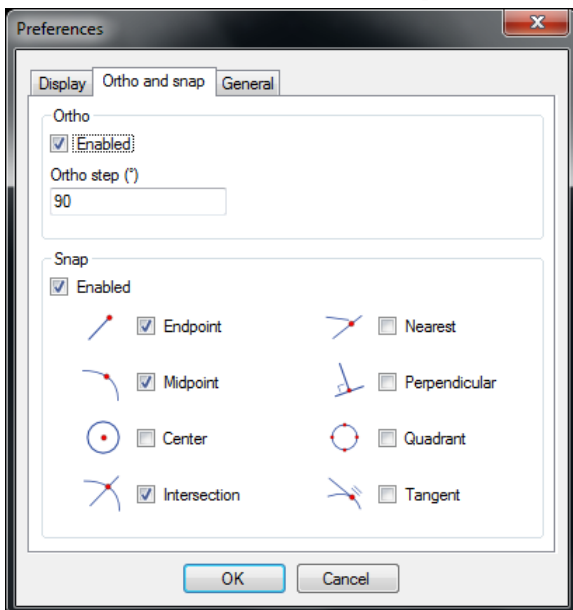 Preferences
Display Ortho and snap General
Ortho
Enabled
Ortho step (°)
90
Snap
Enabled
Endpoint Nearest
Midpoint Perpendicular
Center Quadrant
Intersection Tangent
OK Cancel